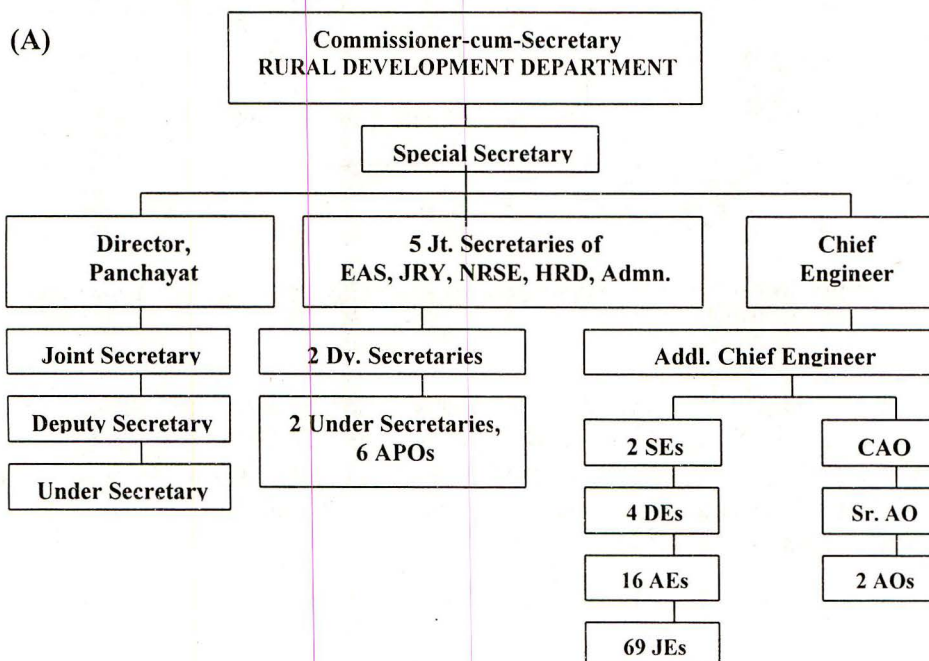 (A)
Commissioner-cum-Secretary
RURAL DEVELOPMENT DEPARTMENT
Special Secretary
Director,
Panchayat
5 Jt. Secretaries of
EAS, JRY, NRSE, HRD, Admn.
Chief
Engineer
Joint Secretary
2 Dy. Secretaries
Addl. Chief Engineer
Deputy Secretary
2 Under Secretaries,
6 APOs
2 SEs
CAO
Under Secretary
4 DEs
Sr. AO
16 AEs
2 AOs
69 JEs